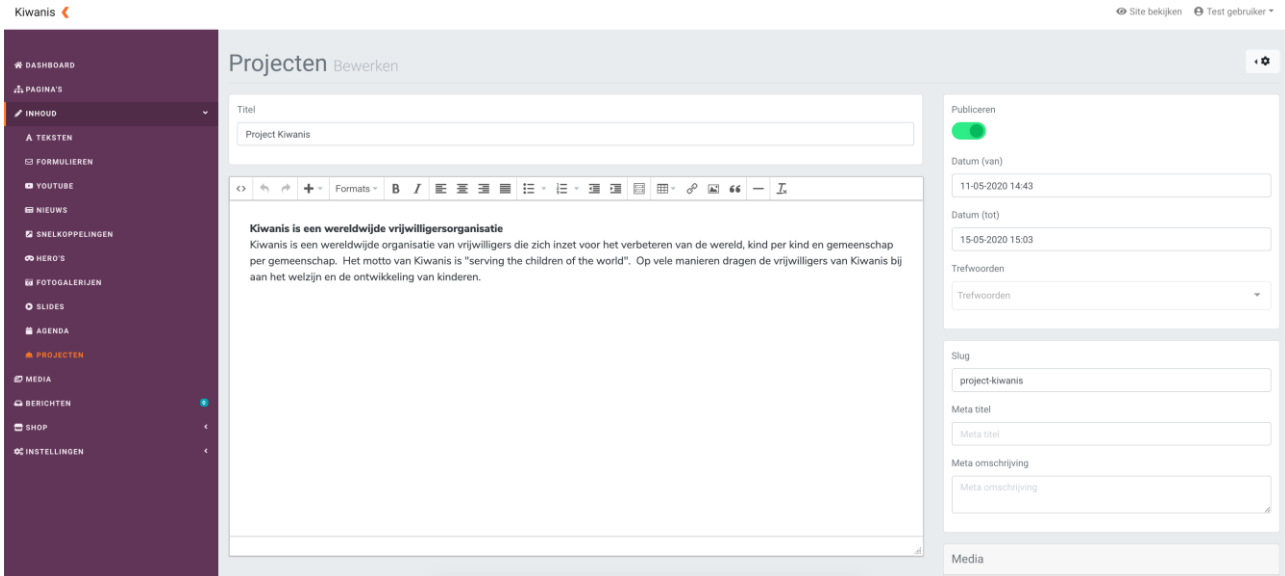 Kiwanis
Site bekijken
Test gebruiker
DASHBOARD
PAGINA'S
INHOUD
TEKSTEN
FORMULIEREN
YOUTUBE
NIEUWS
SNELKOPPELINGEN
HERO'S
FOTOGALERIJEN
SLIDES
AGENDA
PROJECTEN
MEDIA
BERICHTEN
SHOP
INSTELLINGEN
Projecten Bewerken
Titel
Project Kiwanis
Formats
Kiwanis is een wereldwijde vrijwilligersorganisatie
Kiwanis is een wereldwijde organisatie van vrijwilligers die zich inzet voor het verbeteren van de wereld, kind per kind en gemeenschap
per gemeenschap. Het motto van Kiwanis is "serving the children of the world". Op vele manieren dragen de vrijwilligers van Kiwanis bij
aan het welzijn en de ontwikkeling van kinderen.
Publiceren
Datum (van)
11-05-2020 14:43
Datum (tot)
15-05-2020 15:03
Trefwoorden
Trefwoorden
Slug
project-kiwanis
Meta titel
Meta titel
Meta omschrijving
Meta omschrijving
Media